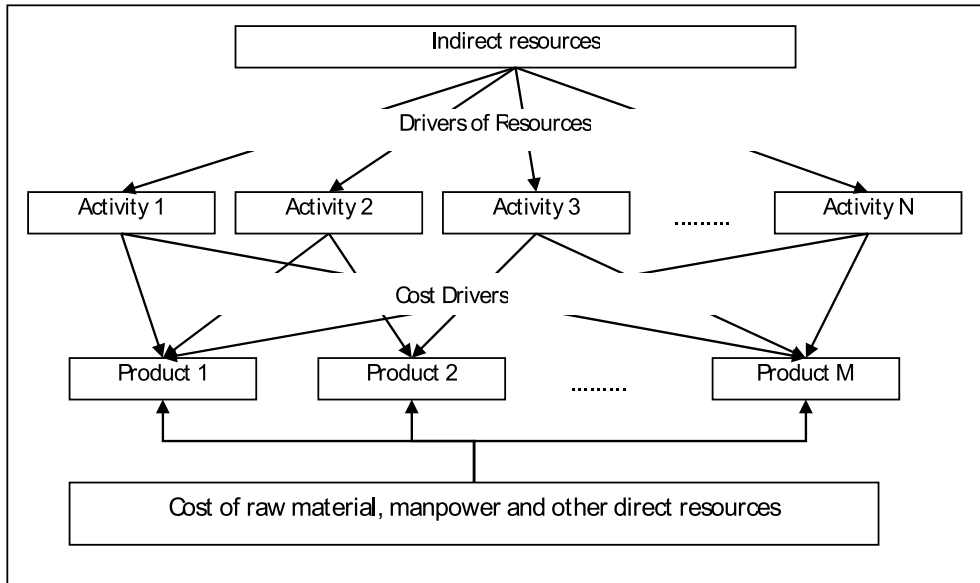 Indirect resources
Drivers of Resources
Activity 1 Activity 2 Activity 3 ......... Activity N
Cost Drivers
Product 1 Product 2 ......... Product M
Cost of raw material, manpower and other direct resources